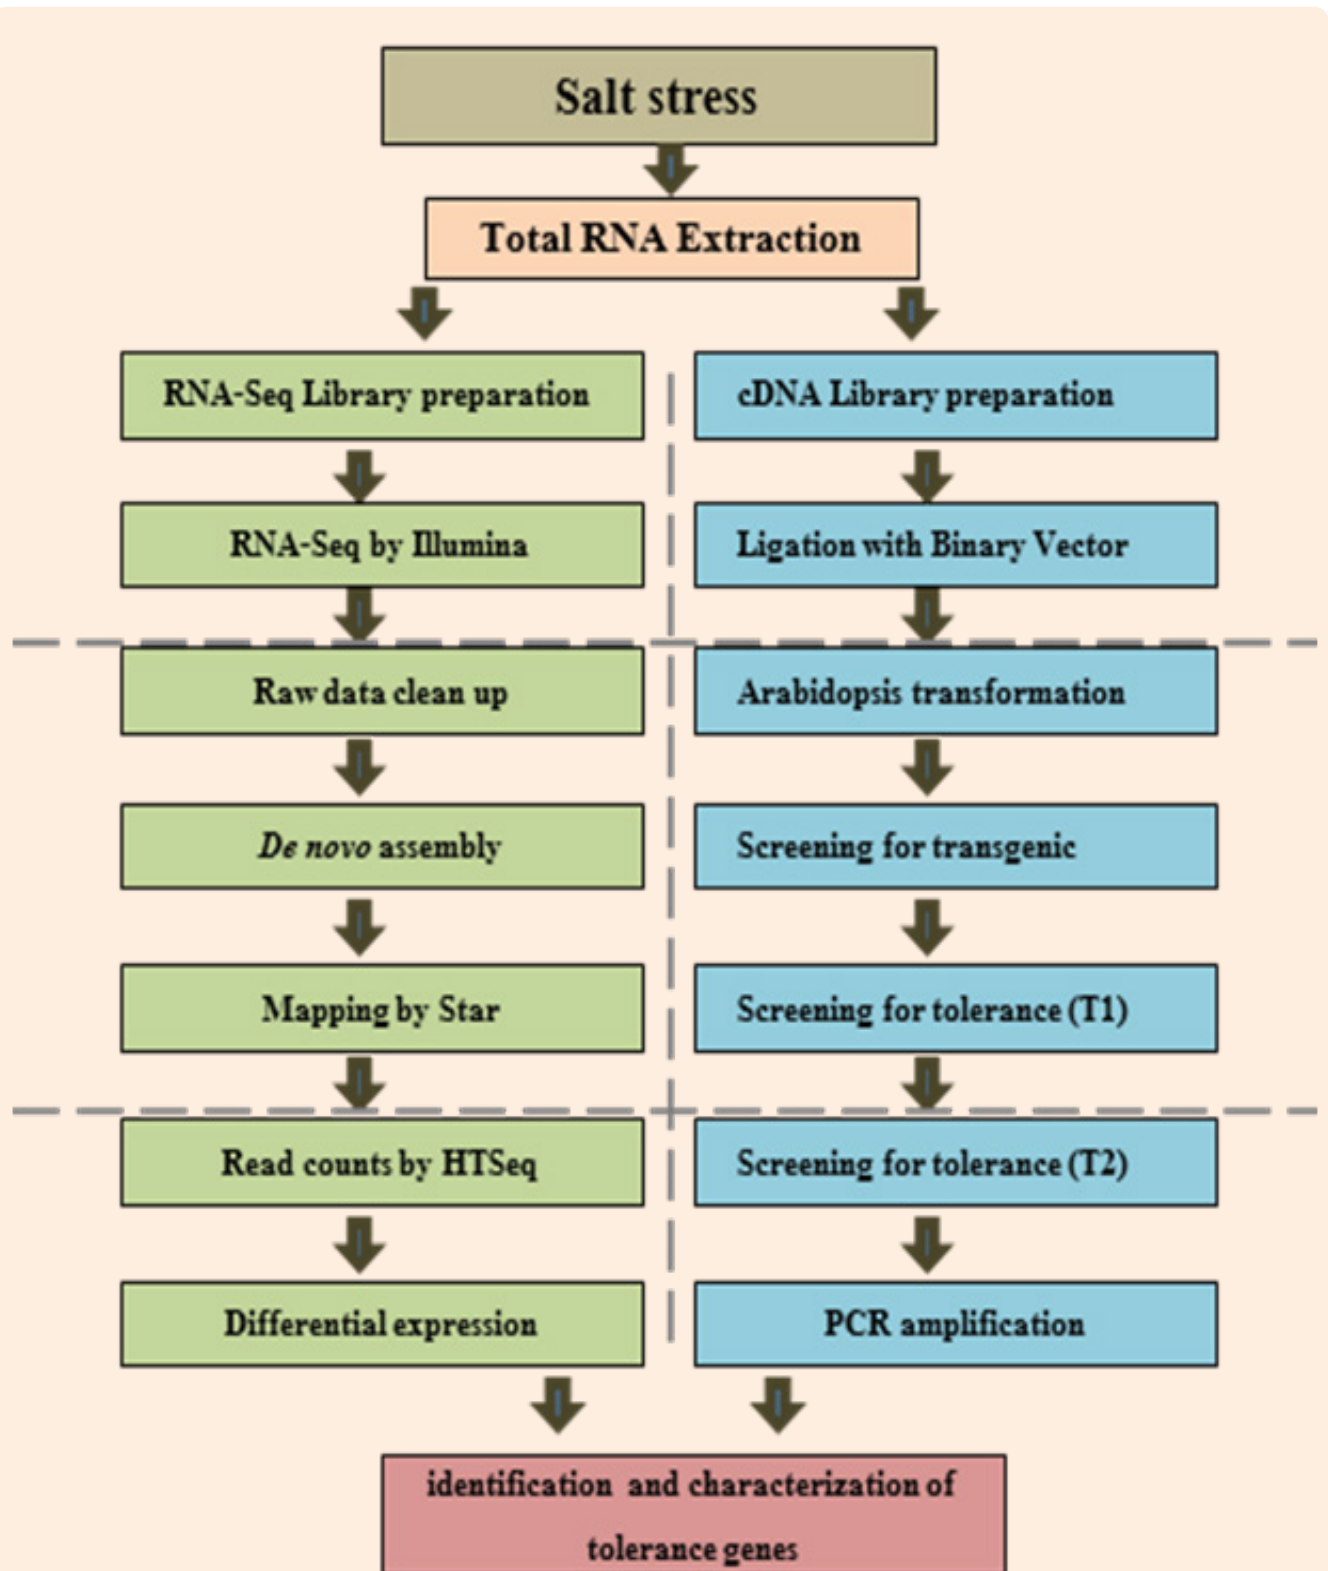 Salt stress
Total RNA Extraction
RNA-Seq Library preparation
cDNA Library preparation
RNA-Seq by Illumina
Ligation with Binary Vector
Raw data clean up
Arabidopsis transformation
De novo assembly
Screening for transgenic
Mapping by Star
Screening for tolerance (T1)
Read counts by HTSeq
Screening for tolerance (T2)
Differential expression
PCR amplification
identification and characterization of
tolerance genes